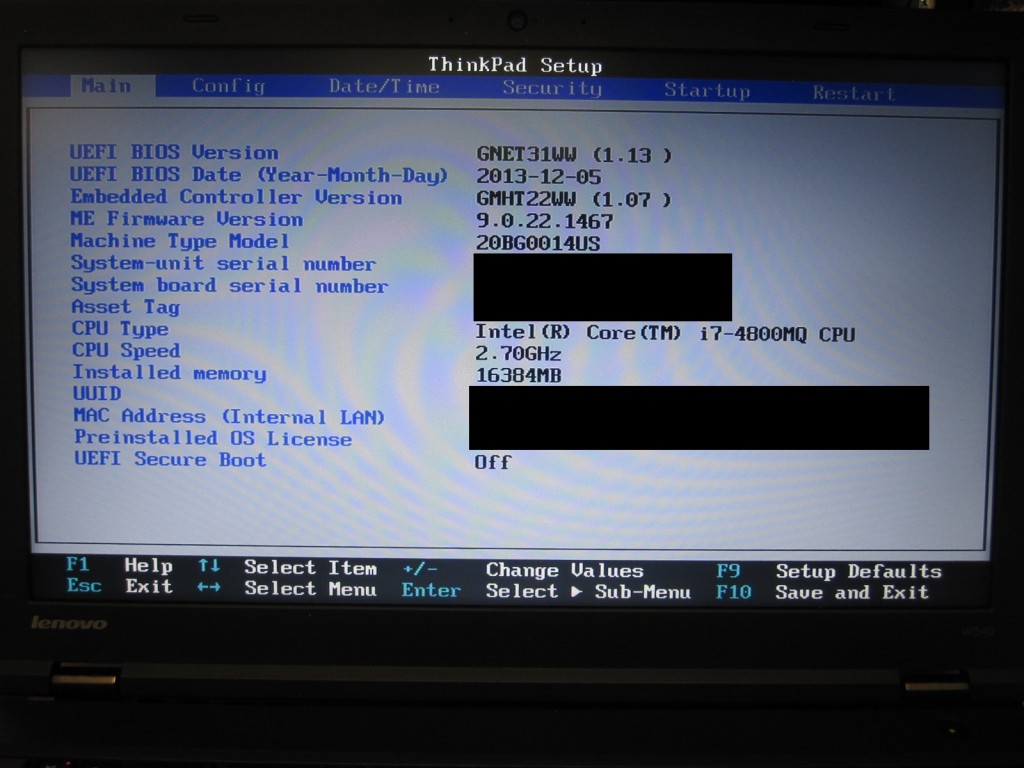 ThinkPad Setup
Main Config Date/Time Security Startup Restart
UEFI BIOS Version GNET31WW (1.13 )
UEFI BIOS Date (Year-Month-Day) 2013-12-05
Embedded Controller Version GMHT22WW (1.07 )
ME Firmware Version 9.0.22.1467
Machine Type Model 20BG0014US
System-unit serial number
System board serial number
Asset Tag
CPU Type Intel(R) Core(TM) i7-4800MQ CPU
CPU Speed 2.70GHz
Installed memory 16384MB
UUID
MAC Address (Internal LAN)
Preinstalled OS License
UEFI Secure Boot Off
F1 Help ↑↓ Select Item +/- Change Values F9 Setup Defaults
Esc Exit ←→ Select Menu Enter Select ▶ Sub-Menu F10 Save and Exit
lenovo